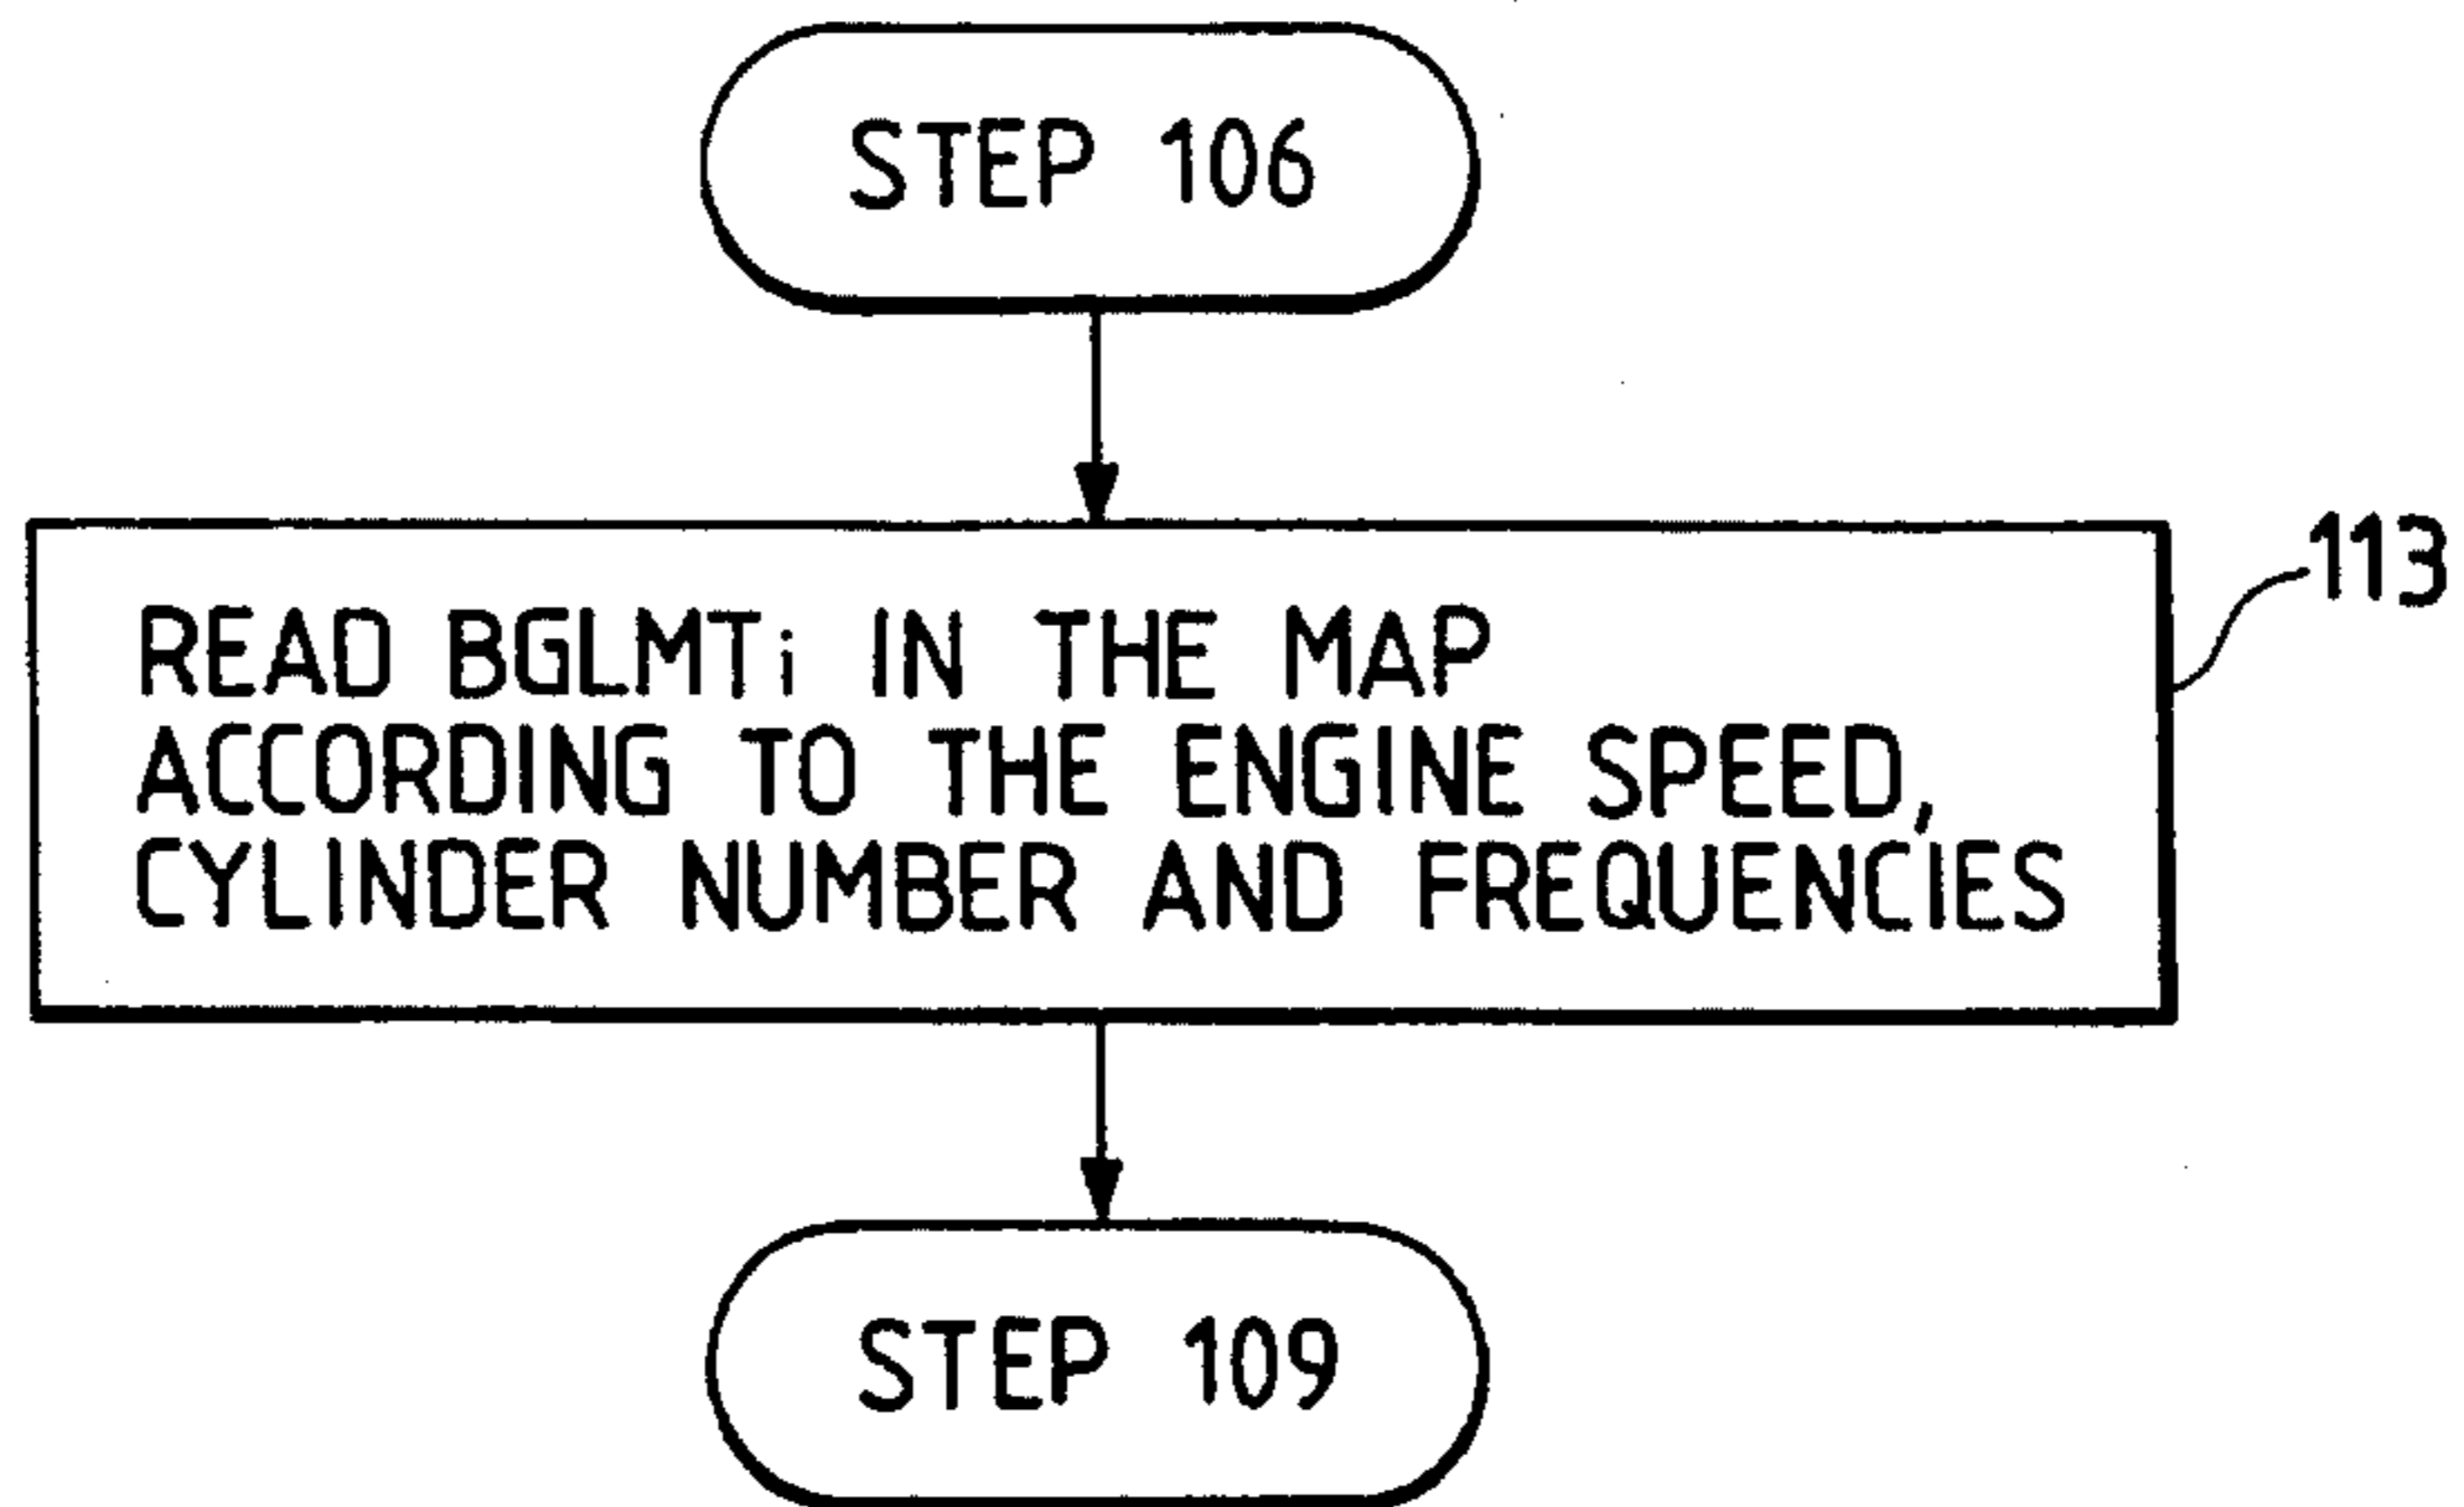 STEP 106
113
READ BGLMTi IN THE MAP
ACCORDING TO THE ENGINE SPEED,
CYLINDER NUMBER AND FREQUENCIES
STEP 109